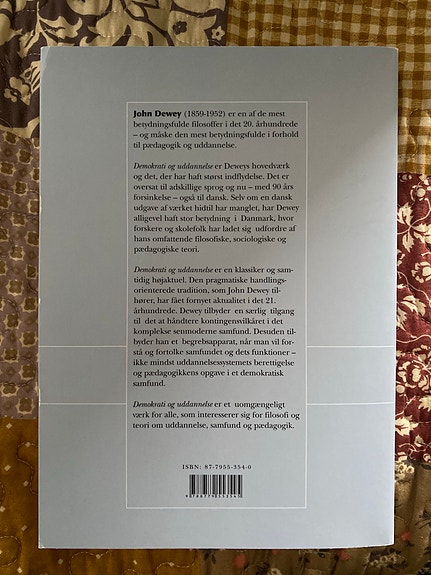 John Dewey (1859-1952) er en af de mest
betydningsfulde filosoffer i det 20. århundrede
– og måske den mest betydningsfulde i forhold
til pædagogik og uddannelse.
Demokrati og uddannelse er Deweys hovedværk
og det, der har haft størst indflydelse. Det er
oversat til adskillige sprog og nu – med 90 års
forsinkelse – også til dansk. Selv om en dansk
udgave af værket hidtil har manglet, har Dewey
alligevel haft stor betydning i Danmark, hvor
forskere og skolefolk har ladet sig udfordre af
hans omfattende filosofiske, sociologiske og
pædagogiske teori.
Demokrati og uddannelse er en klassiker og sam-
tidig højaktuel. Den pragmatiske handlings-
orienterede tradition, som John Dewey til-
hører, har fået fornyet aktualitet i det 21.
århundrede. Dewey tilbyder en særlig tilgang
til det at håndtere kontingensvilkåret i det
komplekse senmoderne samfund. Desuden til-
byder han et begrebsapparat, når man vil for-
stå og fortolke samfundet og dets funktioner –
ikke mindst uddannelsessystemets berettigelse
og pædagogikkens opgave i et demokratisk
samfund.
Demokrati og uddannelse er et uomgængeligt
værk for alle, som interesserer sig for filosofi og
teori om uddannelse, samfund og pædagogik.
ISBN: 87-7955-354-0
9788779553545